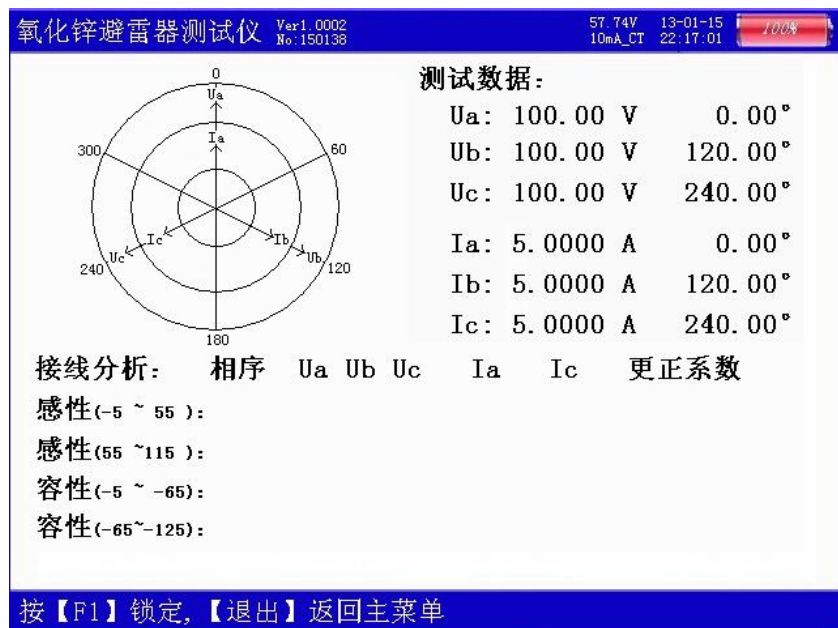 氧化锌避雷器测试仪 Ver1.0002 No:150138 57.74V 10mA_CT 13-01-15 22:17:01 100%
0
Ua
Ia
300
60
Ic
Ib
Uc
Ub
240
120
180
测试数据:
Ua: 100.00 V 0.00°
Ub: 100.00 V 120.00°
Uc: 100.00 V 240.00°
Ia: 5.0000 A 0.00°
Ib: 5.0000 A 120.00°
Ic: 5.0000 A 240.00°
接线分析: 相序 Ua Ub Uc Ia Ic 更正系数
感性(-5 ~ 55 ):
感性(55 ~115 ):
容性(-5 ~ -65):
容性(-65~-125):
按【F1】锁定,【退出】返回主菜单